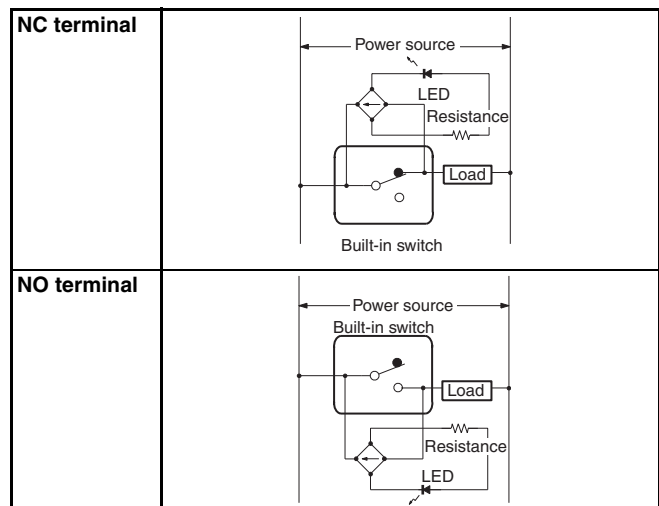 NC terminal
Power source
LED
Resistance
Load
Built-in switch
NO terminal
Power source
Built-in switch
Load
Resistance
LED